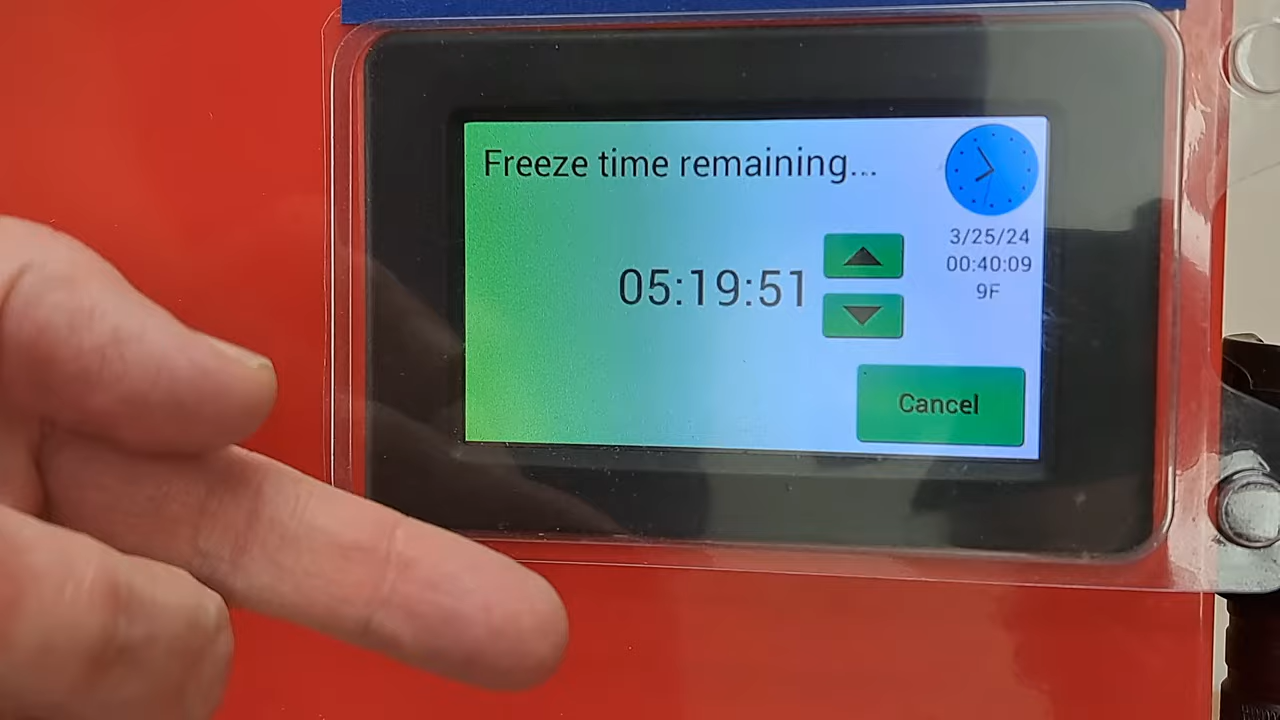 Freeze time remaining...
3/25/24
00:40:09
9F
05:19:51
Cancel